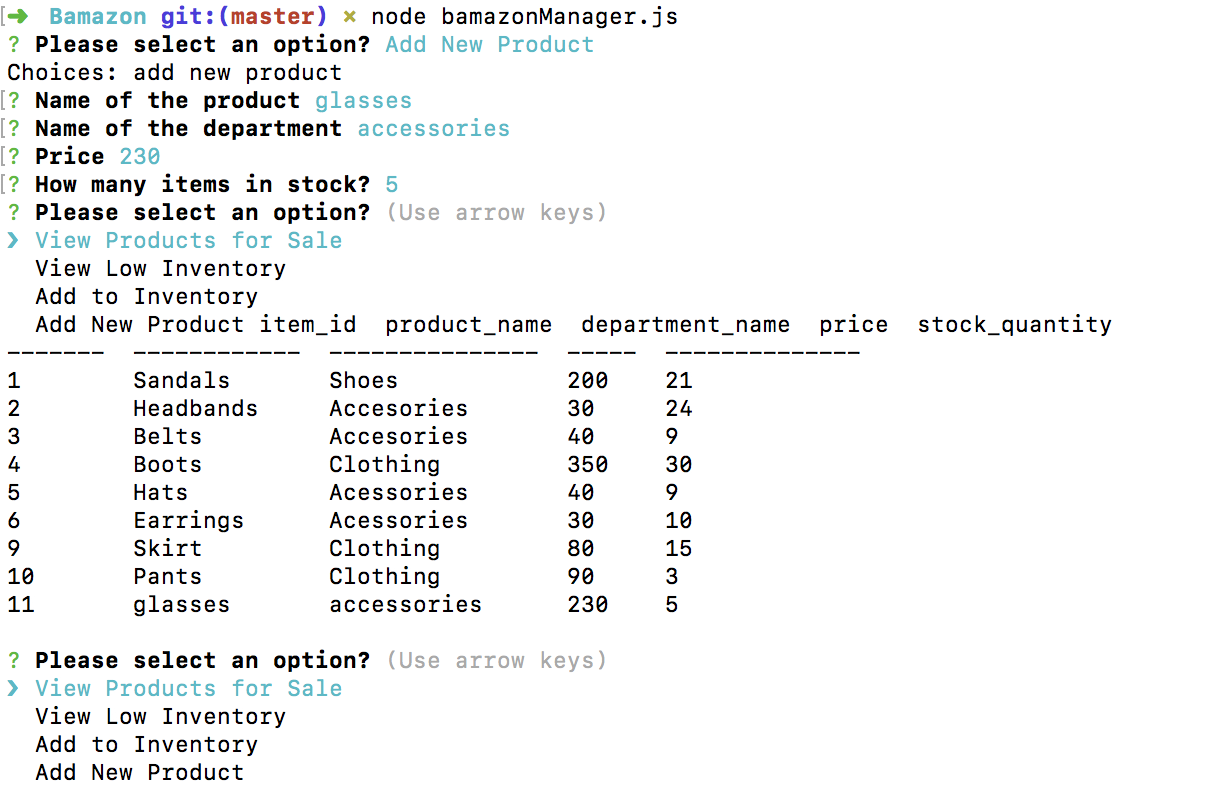 [➜ Bamazon git:(master) ✗ node bamazonManager.js
? Please select an option? Add New Product
Choices: add new product
[? Name of the product glasses
[? Name of the department accessories
[? Price 230
[? How many items in stock? 5
? Please select an option? (Use arrow keys)
❯ View Products for Sale
  View Low Inventory
  Add to Inventory
  Add New Product item_id  product_name  department_name  price  stock_quantity
-------  ------------  ---------------  -----  --------------
1        Sandals       Shoes            200    21
2        Headbands     Accesories       30     24
3        Belts         Accesories       40     9
4        Boots         Clothing         350    30
5        Hats          Acessories       40     9
6        Earrings      Acessories       30     10
9        Skirt         Clothing         80     15
10       Pants         Clothing         90     3
11       glasses       accessories      230    5

? Please select an option? (Use arrow keys)
❯ View Products for Sale
  View Low Inventory
  Add to Inventory
  Add New Product